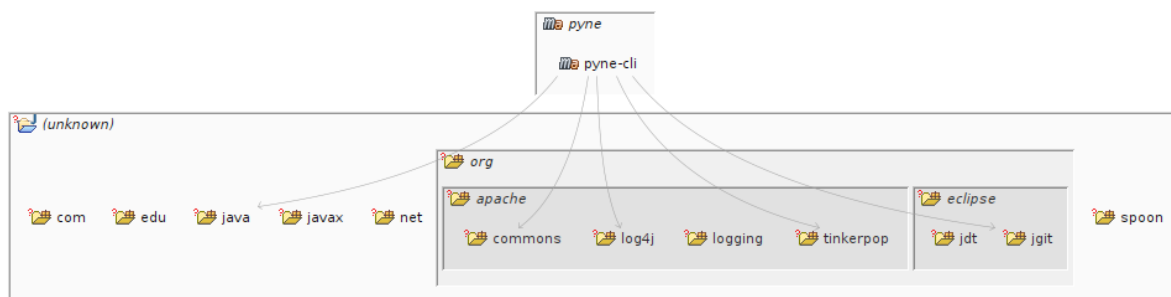 pyne
pyne-cli
(unknown)
org
apache
eclipse
com edu java javax net
spoon
commons log4j logging tinkerpop
jdt jgit